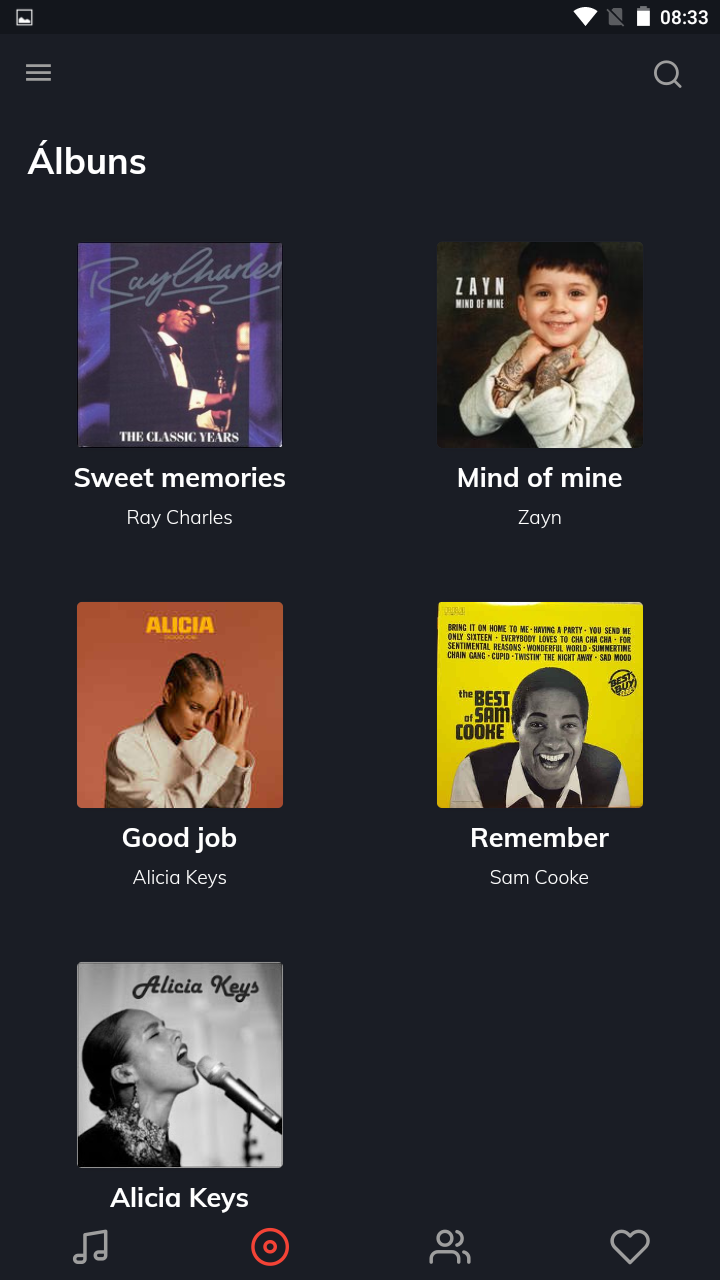 08:33
Álbuns
Ray Charles
THE CLASSIC YEARS
Sweet memories
Ray Charles
ZAYN
MIND OF MINE
Mind of mine
Zayn
ALICIA
GOOD JOB
Good job
Alicia Keys
BRING IT ON HOME TO ME · HAVING A PARTY · YOU SEND ME
ONLY SIXTEEN · EVERYBODY LOVES TO CHA CHA CHA · FOR
SENTIMENTAL REASONS · WONDERFUL WORLD · SUMMERTIME
CHAIN GANG · CUPID · TWISTIN' THE NIGHT AWAY · SAD MOOD
BEST
BUY
the BEST
of SAM
COOKE
Remember
Sam Cooke
Alicia Keys
Alicia Keys